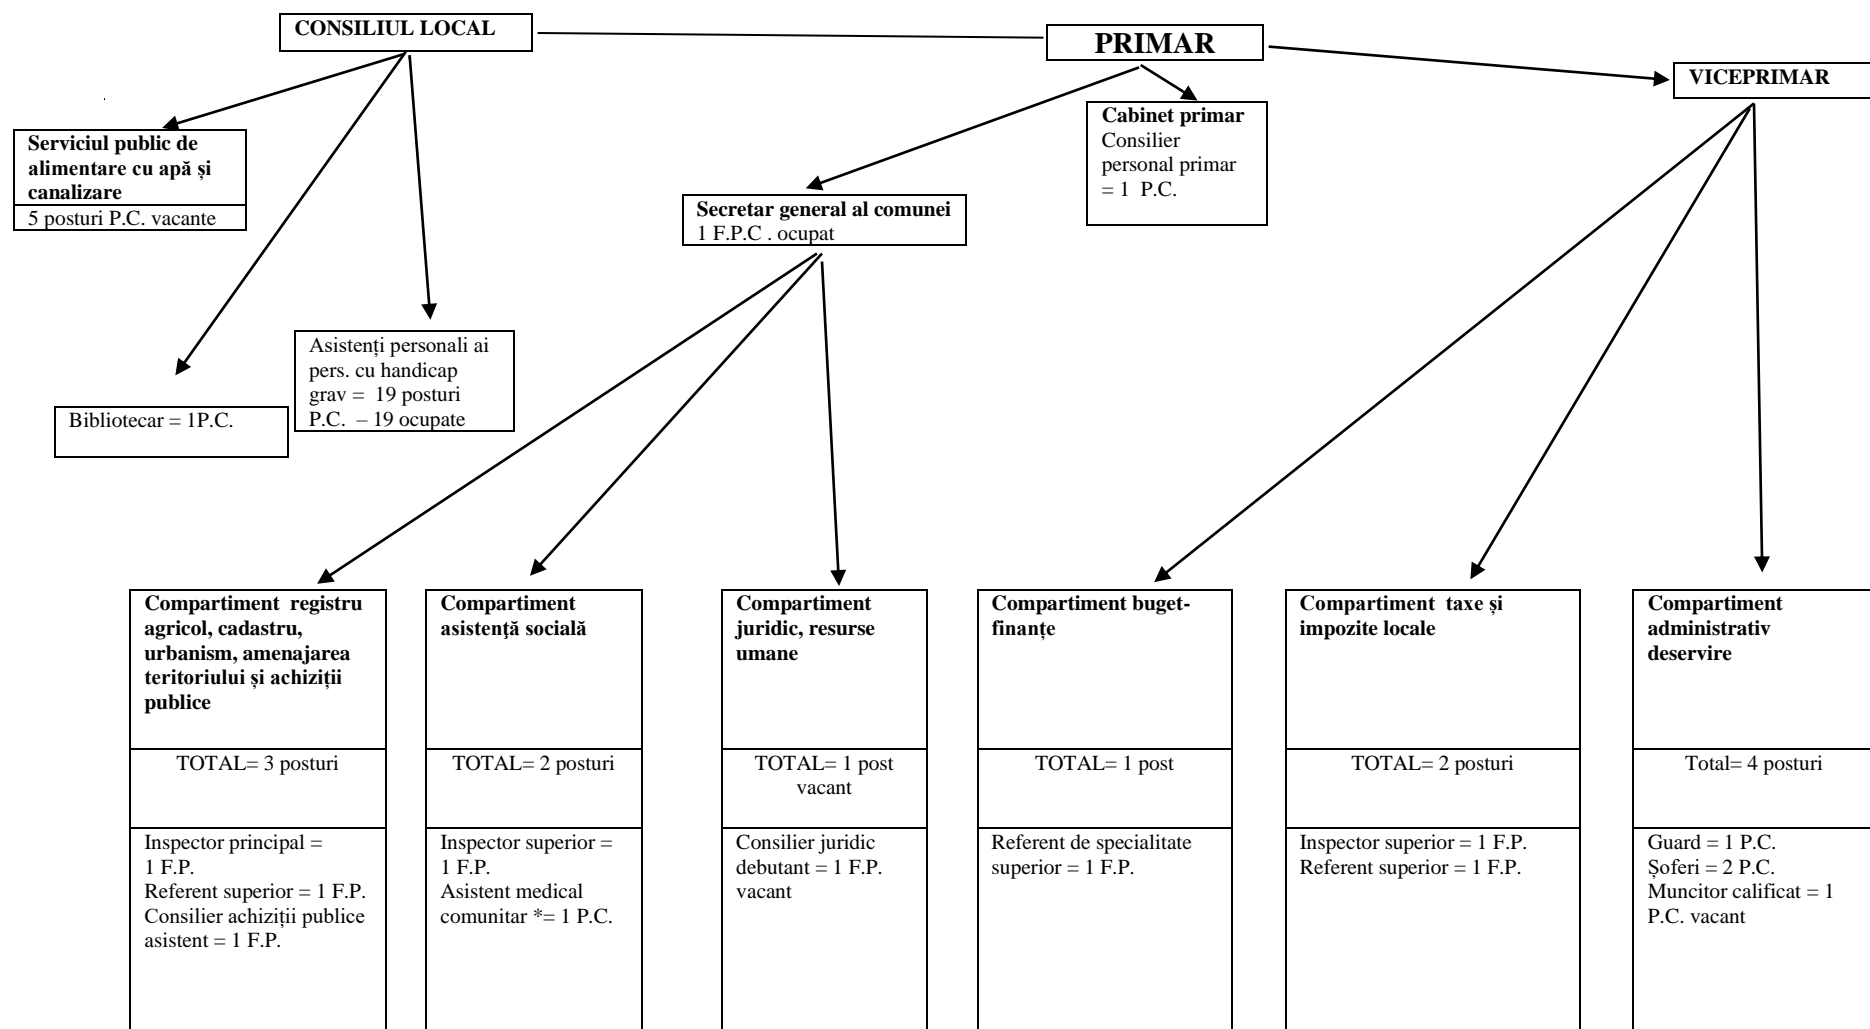 CONSILIUL LOCAL
PRIMAR
VICEPRIMAR
Serviciul public de
alimentare cu apă și
canalizare
5 posturi P.C. vacante
Cabinet primar
Consilier
personal primar
= 1 P.C.
Secretar general al comunei
1 F.P.C . ocupat
Asistenți personali ai
pers. cu handicap
grav = 19 posturi
P.C. – 19 ocupate
Bibliotecar = 1P.C.
Compartiment registru
agricol, cadastru,
urbanism, amenajarea
teritoriului și achiziții
publice
TOTAL= 3 posturi
Inspector principal =
1 F.P.
Referent superior = 1 F.P.
Consilier achiziții publice
asistent = 1 F.P.
Compartiment
asistenţă socială
TOTAL= 2 posturi
Inspector superior =
1 F.P.
Asistent medical
comunitar *= 1 P.C.
Compartiment
juridic, resurse
umane
TOTAL= 1 post
vacant
Consilier juridic
debutant = 1 F.P.
vacant
Compartiment buget-
finanțe
TOTAL= 1 post
Referent de specialitate
superior = 1 F.P.
Compartiment taxe și
impozite locale
TOTAL= 2 posturi
Inspector superior = 1 F.P.
Referent superior = 1 F.P.
Compartiment
administrativ
deservire
Total= 4 posturi
Guard = 1 P.C.
Șoferi = 2 P.C.
Muncitor calificat = 1
P.C. vacant